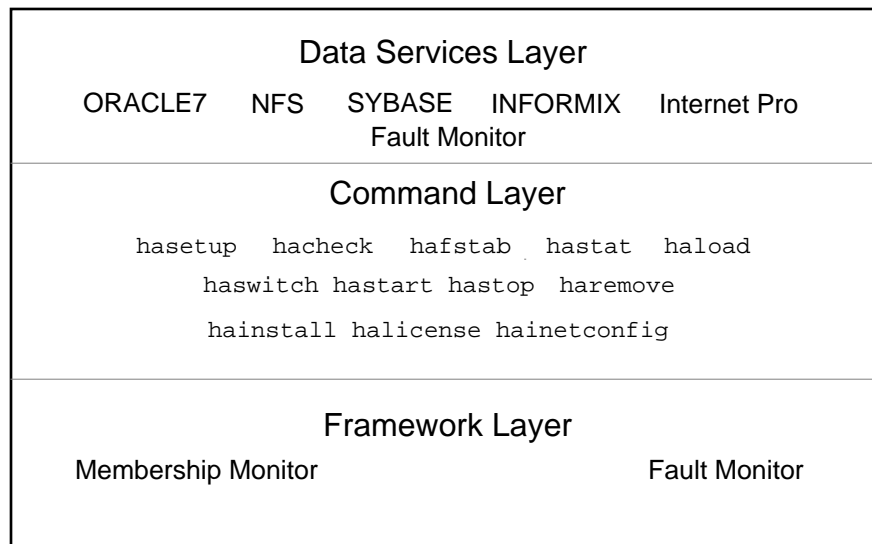 Data Services Layer
ORACLE7 NFS SYBASE INFORMIX Internet Pro
Fault Monitor
Command Layer
hasetup hacheck hafstab hastat haload
haswitch hastart hastop haremove
hainstall halicense hainetconfig
Framework Layer
Membership Monitor Fault Monitor